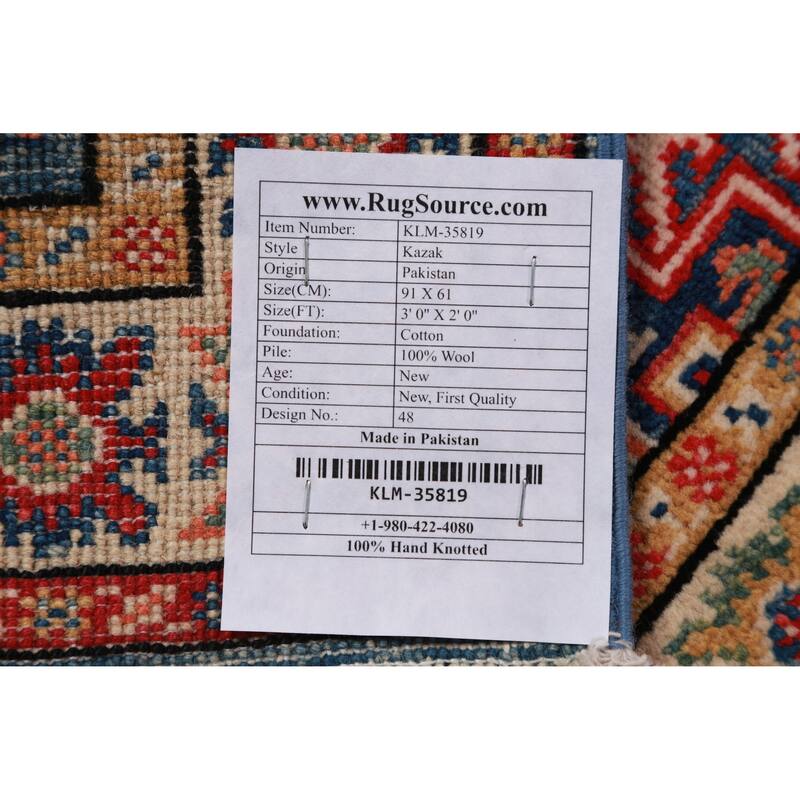 www.RugSource.com
Item Number: KLM-35819
Style Kazak
Origin Pakistan
Size(CM): 91 X 61
Size(FT): 3' 0" X 2' 0"
Foundation: Cotton
Pile: 100% Wool
Age: New
Condition: New, First Quality
Design No.: 48
Made in Pakistan
KLM-35819
+1-980-422-4080
100% Hand Knotted